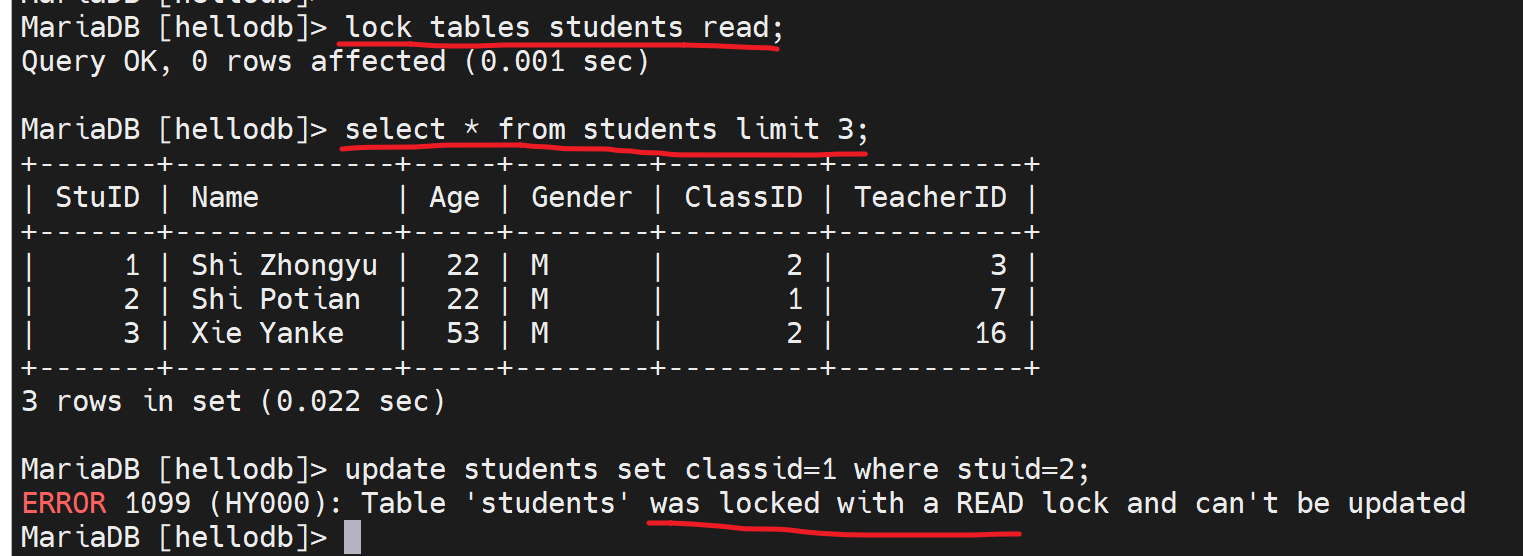 MariaDB [hellodb]>
MariaDB [hellodb]> lock tables students read;
Query OK, 0 rows affected (0.001 sec)
MariaDB [hellodb]> select * from students limit 3;
+-------+-------------+-----+--------+---------+-----------+
| StuID | Name        | Age | Gender | ClassID | TeacherID |
+-------+-------------+-----+--------+---------+-----------+
|     1 | Shi Zhongyu |  22 | M      |       2 |         3 |
|     2 | Shi Potian  |  22 | M      |       1 |         7 |
|     3 | Xie Yanke   |  53 | M      |       2 |        16 |
+-------+-------------+-----+--------+---------+-----------+
3 rows in set (0.022 sec)
MariaDB [hellodb]> update students set classid=1 where stuid=2;
ERROR 1099 (HY000): Table 'students' was locked with a READ lock and can't be updated
MariaDB [hellodb]>